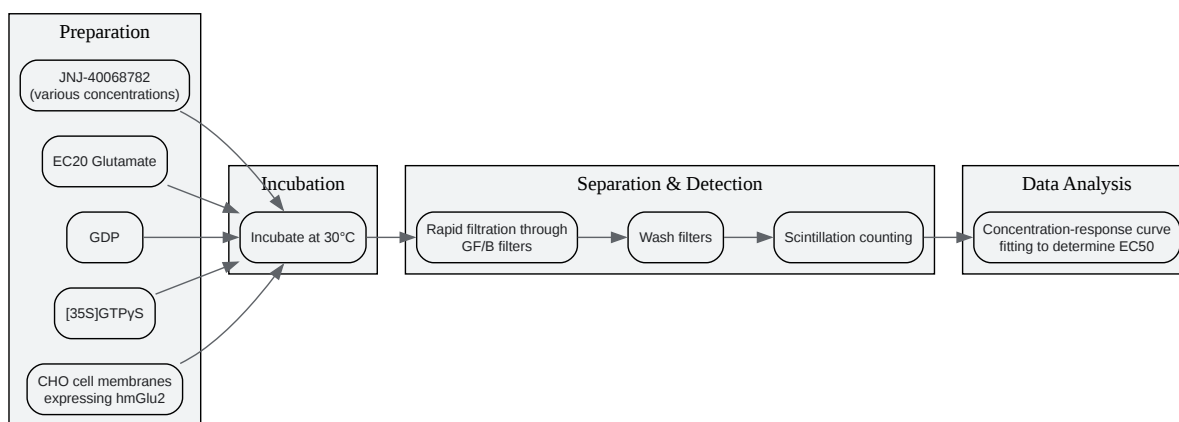 Preparation
JNJ-40068782
(various concentrations)
EC20 Glutamate
GDP
[35S]GTPγS
CHO cell membranes
expressing hmGlu2
Incubation
Incubate at 30°C
Separation & Detection
Rapid filtration through
GF/B filters
Wash filters
Scintillation counting
Data Analysis
Concentration-response curve
fitting to determine EC50